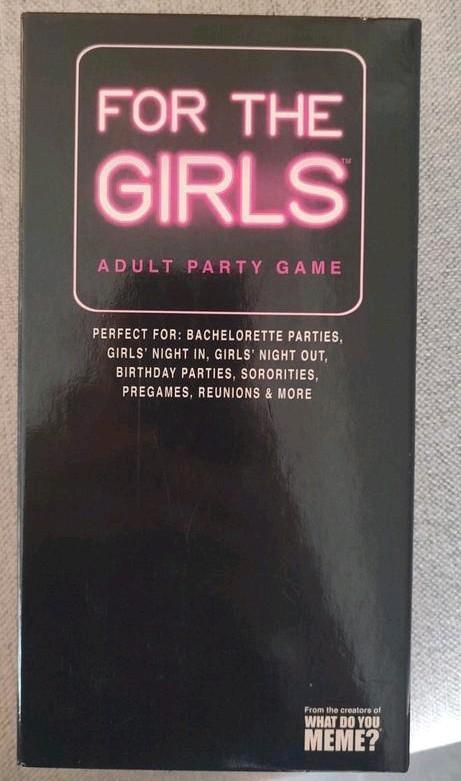 FOR THE
GIRLS™
ADULT PARTY GAME
PERFECT FOR: BACHELORETTE PARTIES,
GIRLS' NIGHT IN, GIRLS' NIGHT OUT,
BIRTHDAY PARTIES, SORORITIES,
PREGAMES, REUNIONS & MORE
From the creators of
WHAT DO YOU
MEME?®